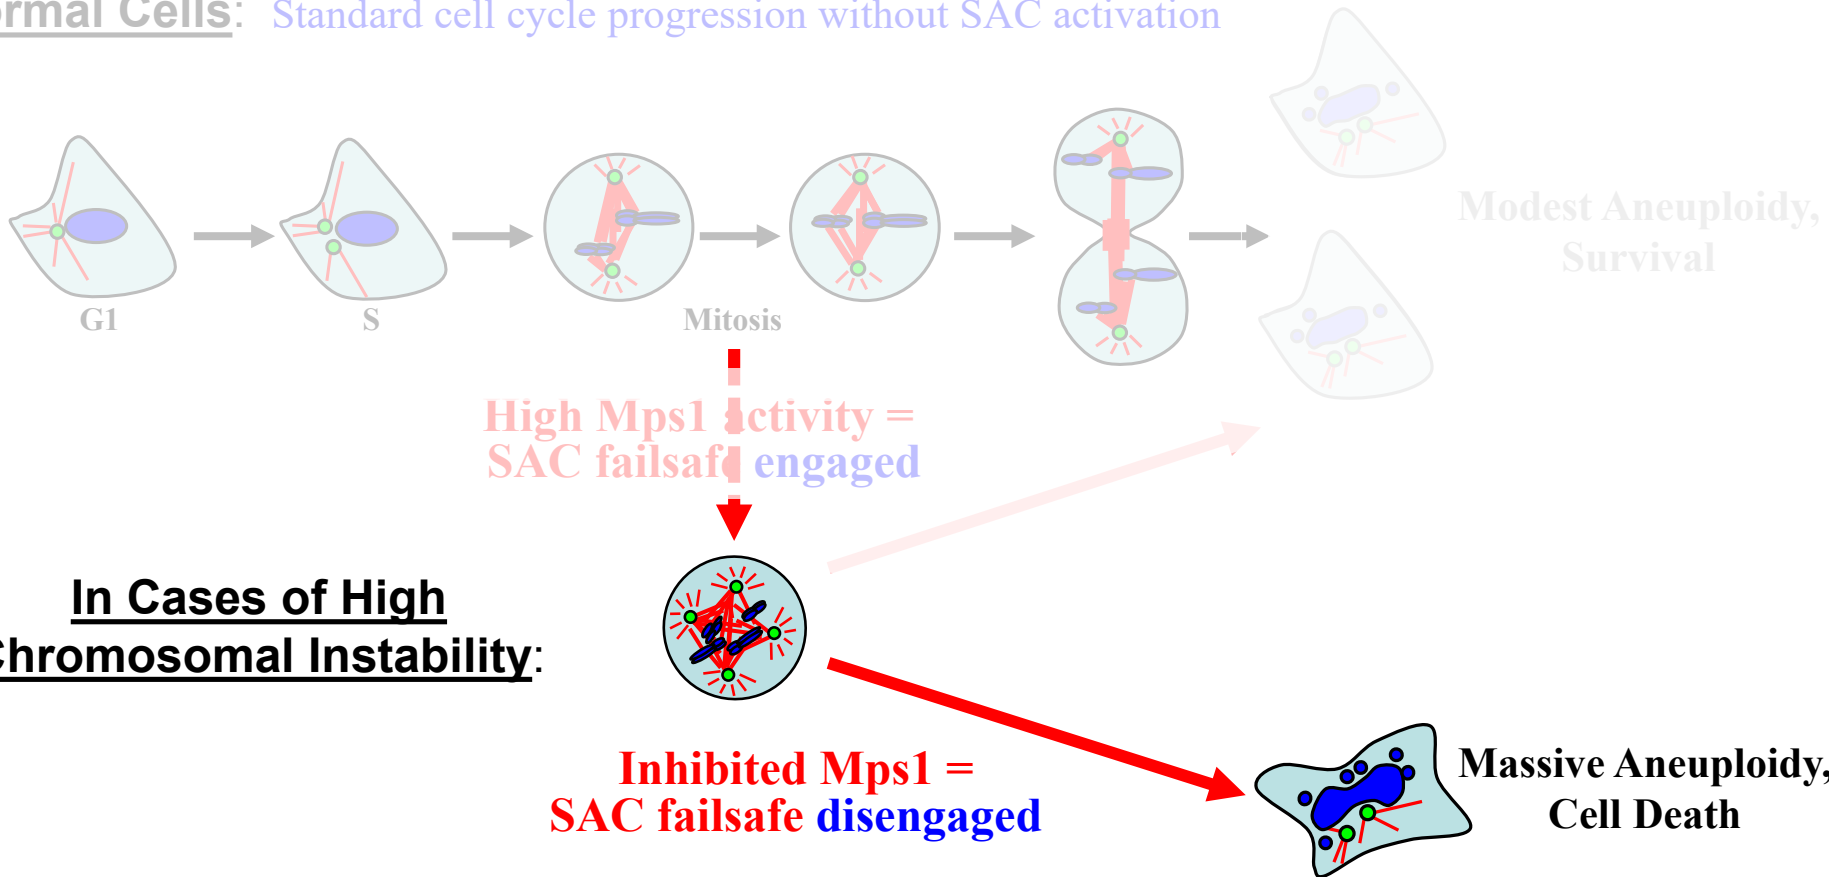 ormal Cells: Standard cell cycle progression without SAC activation
Modest Aneuploidy,
Survival
G1
S
Mitosis
High Mps1 activity =
SAC failsafe engaged
In Cases of High
Chromosomal Instability:
Inhibited Mps1 =
SAC failsafe disengaged
Massive Aneuploidy,
Cell Death